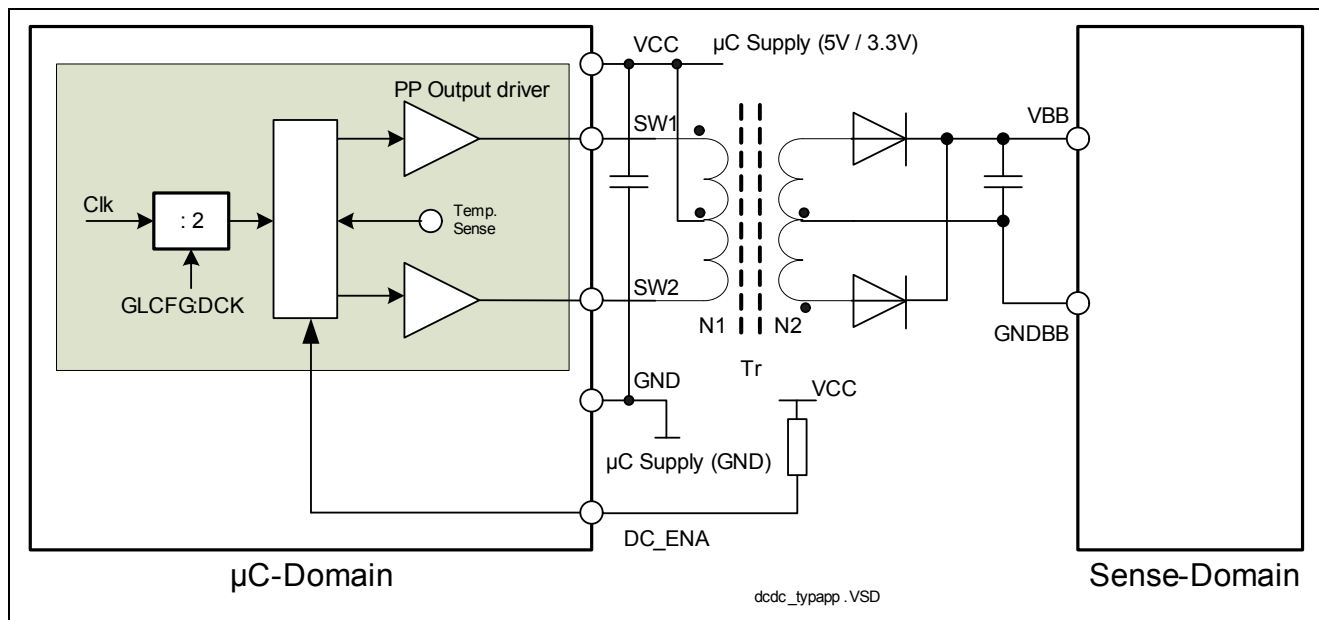 VCC
µC Supply (5V / 3.3V)
PP Output driver
SW1
VBB
Clk
: 2
Temp.
Sense
GLCFG:DCK
SW2
N1
N2
GNDBB
Tr
GND
VCC
µC Supply (GND)
DC_ENA
µC-Domain
Sense-Domain
dcdc_typapp .VSD